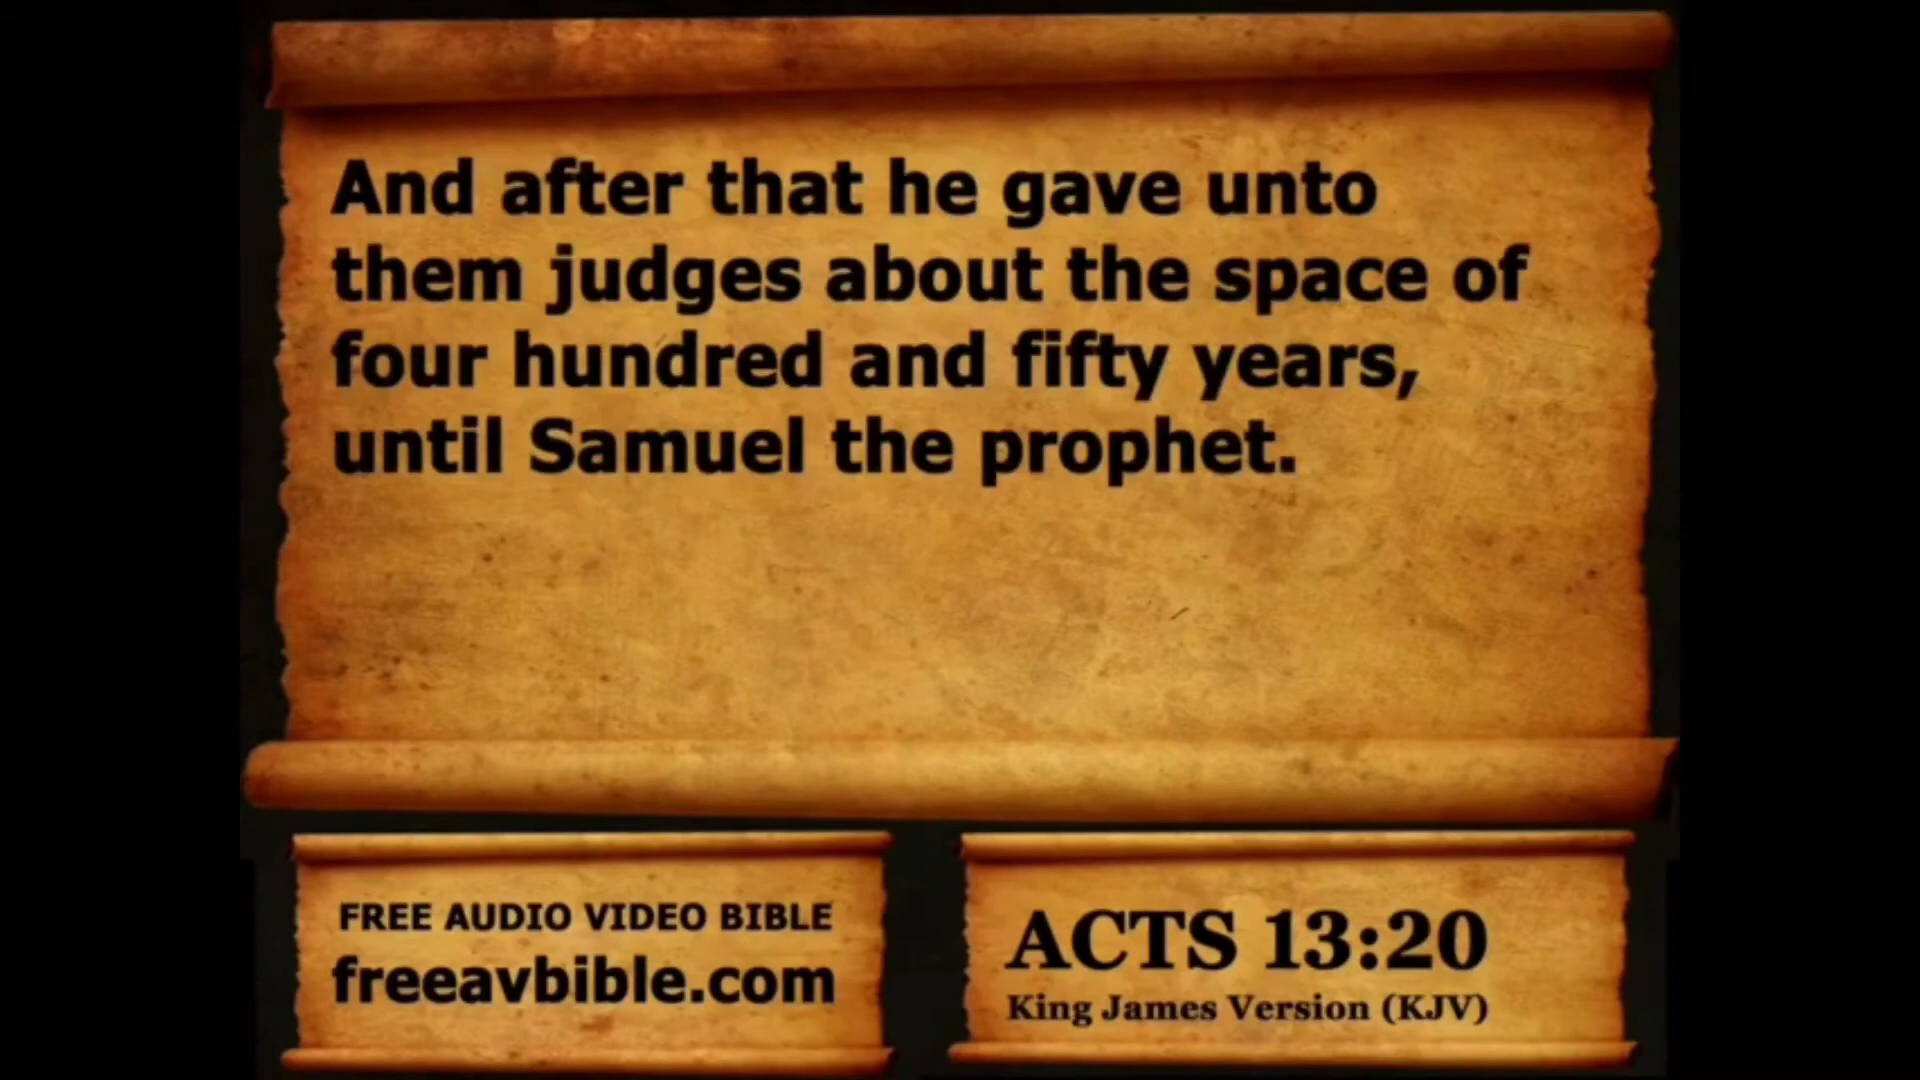 And after that he gave unto
them judges about the space of
four hundred and fifty years,
until Samuel the prophet.
FREE AUDIO VIDEO BIBLE
freeavbible.com
ACTS 13:20
King James Version (KJV)